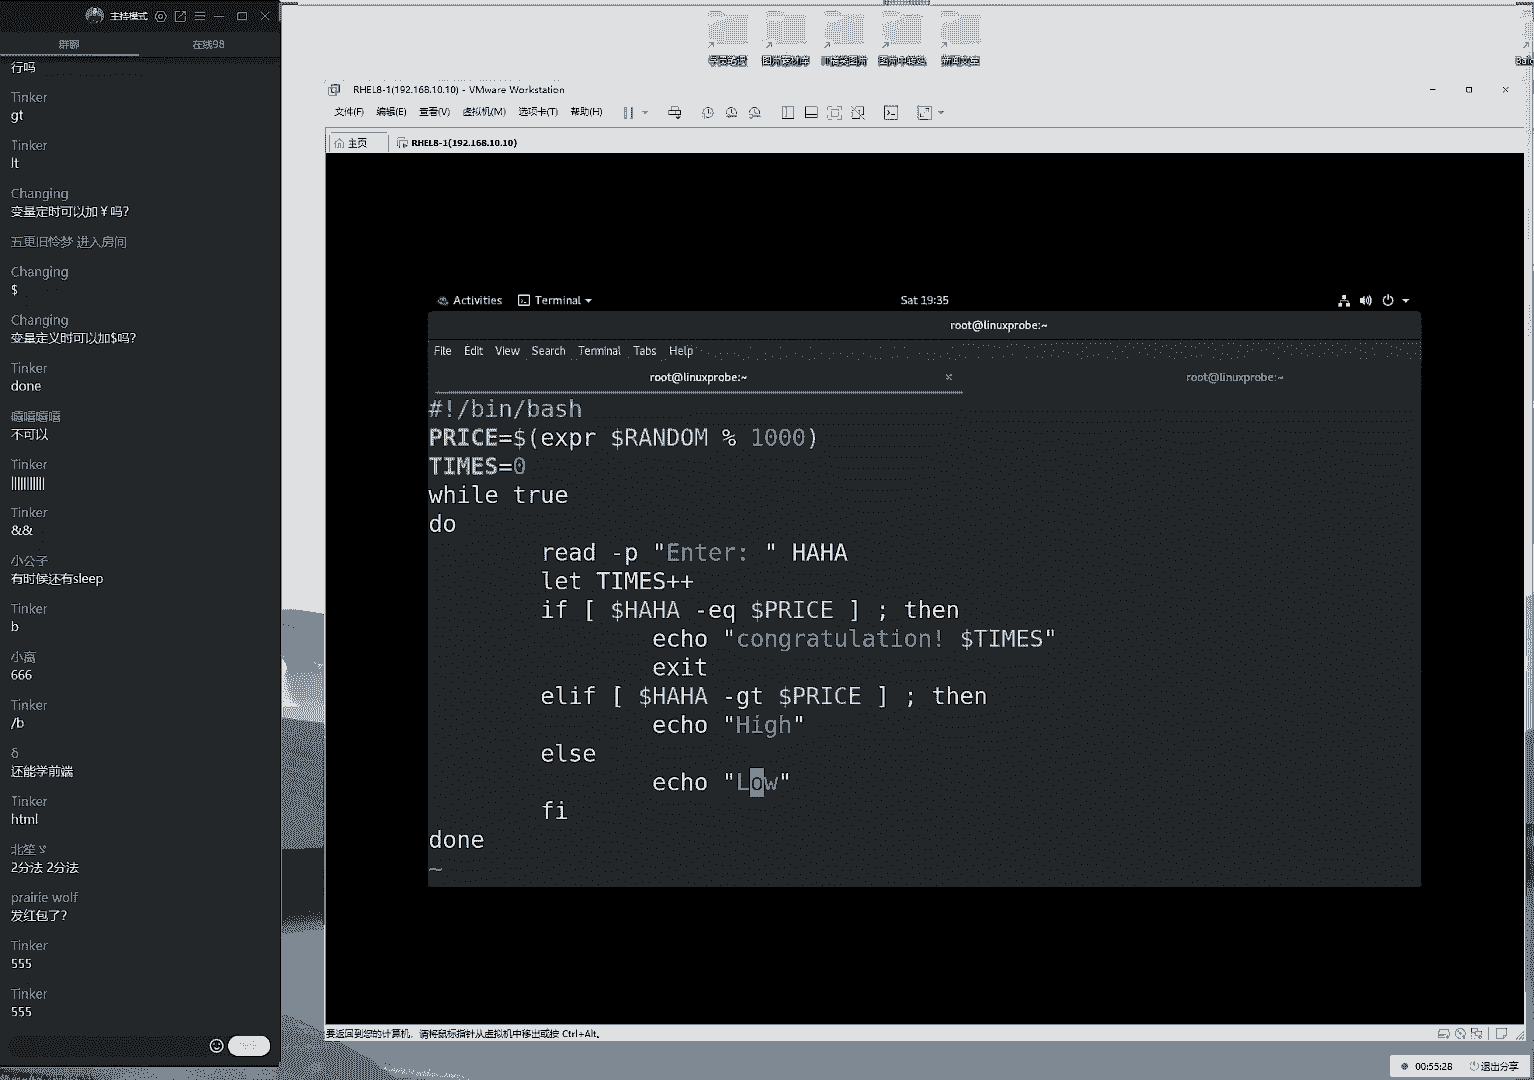 主持模式
群聊
在线98
行吗
Tinker
gt
Tinker
lt
Changing
变量定时可以加￥吗?
五更旧怜梦 进入房间
Changing
$
Changing
变量定义时可以加$吗?
Tinker
done
嘻嘻嘻嘻
不可以
Tinker
|||||||||||
Tinker
&&
小公子
有时候还有sleep
Tinker
b
小离
666
Tinker
/b
δ
还能学前端
Tinker
html
2分法 2分法
prairie wolf
发红包了?
Tinker
555
Tinker
555
RHEL8-1(192.168.10.10) - VMware Workstation
文件(F) 编辑(E) 查看(V) 虚拟机(M) 选项卡(T) 帮助(H)
主页
RHEL8-1(192.168.10.10)
Activities Terminal Sat 19:35
root@linuxprobe:~
File Edit View Search Terminal Tabs Help
root@linuxprobe:~ × root@linuxprobe:~
#!/bin/bash
PRICE=$(expr $RANDOM % 1000)
TIMES=0
while true
do
read -p "Enter: " HAHA
let TIMES++
if [ $HAHA -eq $PRICE ] ; then
echo "congratulation! $TIMES"
exit
elif [ $HAHA -gt $PRICE ] ; then
echo "High"
else
echo "Low"
fi
done
~
要返回到您的计算机，请将鼠标指针从虚拟机中移出或按 Ctrl+Alt。
00:55:28 退出分享